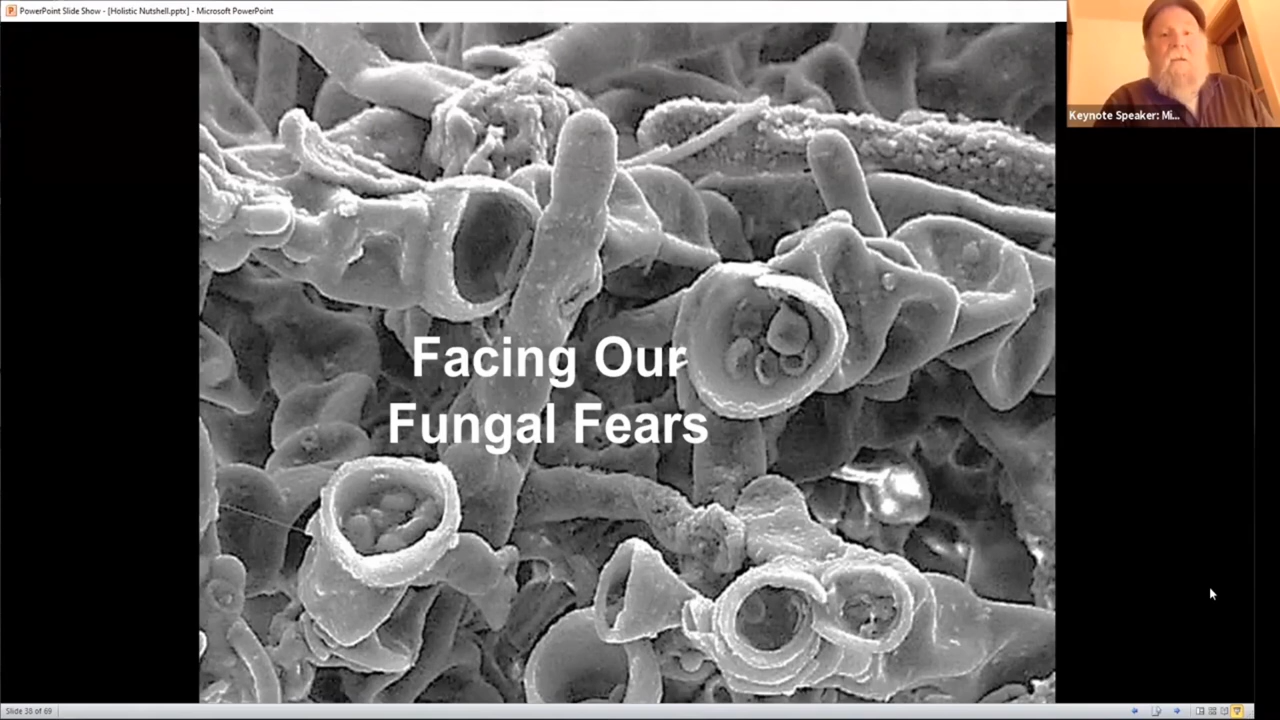 PowerPoint Slide Show - [Holistic Nutshell.pptx] - Microsoft PowerPoint
Keynote Speaker: Mi...
Facing Our
Fungal Fears
Slide 38 of 69